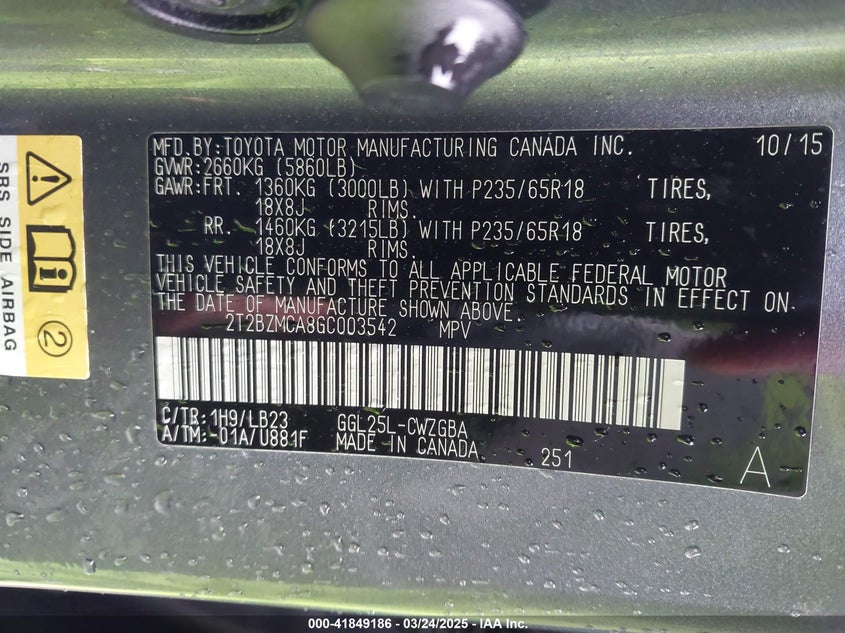 SRS SIDE AIRBAG
2
MFD.BY:TOYOTA MOTOR MANUFACTURING CANADA INC. 10/15
GVWR:2660KG (5860LB)
GAWR:FRT. 1360KG (3000LB) WITH P235/65R18 TIRES,
18X8J RIMS.
RR. 1460KG (3215LB) WITH P235/65R18 TIRES,
18X8J RIMS.
THIS VEHICLE CONFORMS TO ALL APPLICABLE FEDERAL MOTOR
VEHICLE SAFETY AND THEFT PREVENTION STANDARDS IN EFFECT ON
THE DATE OF MANUFACTURE SHOWN ABOVE.
2T2BZMCA8GC003542 MPV
C/TR:1H9/LB23 GGL25L-CWZGBA
A/TM:-01A/U881F MADE IN CANADA
251
A
000-41849186 - 03/24/2025 - IAA Inc.